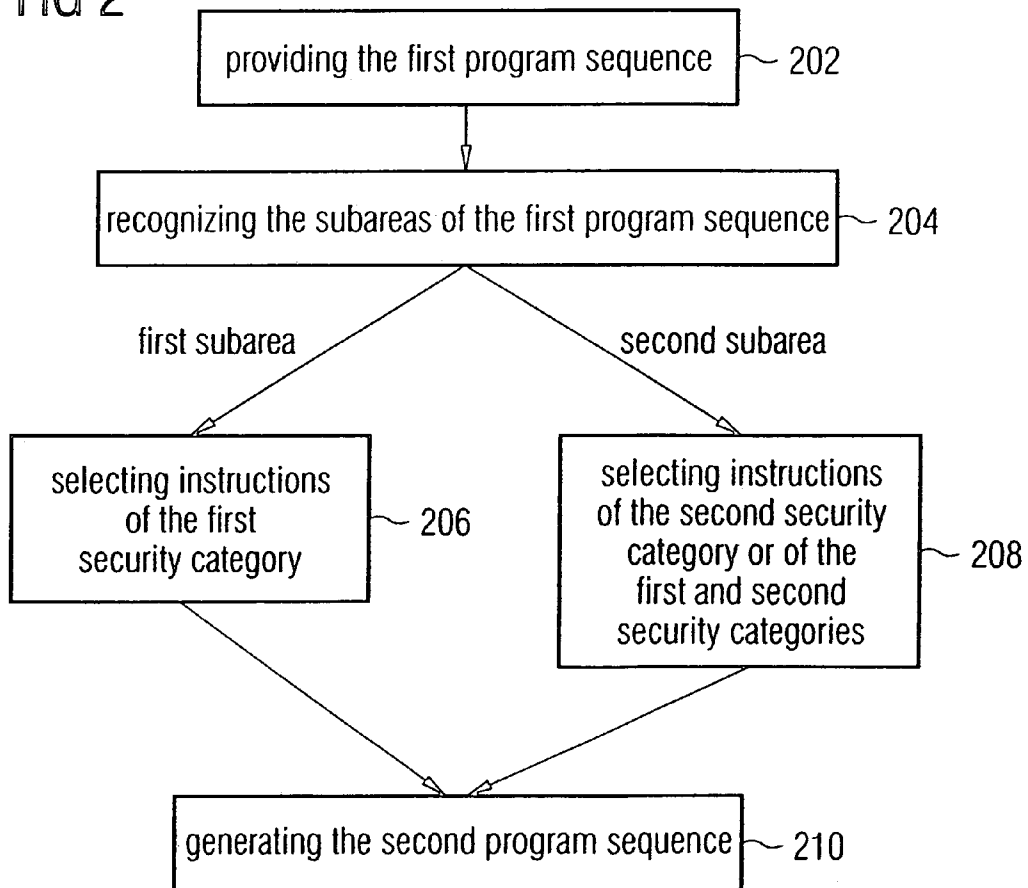 FIG 2
providing the first program sequence
202
recognizing the subareas of the first program sequence
204
first subarea
second subarea
selecting instructions
of the first
security category
206
selecting instructions
of the second security
category or of the
first and second
security categories
208
generating the second program sequence
210